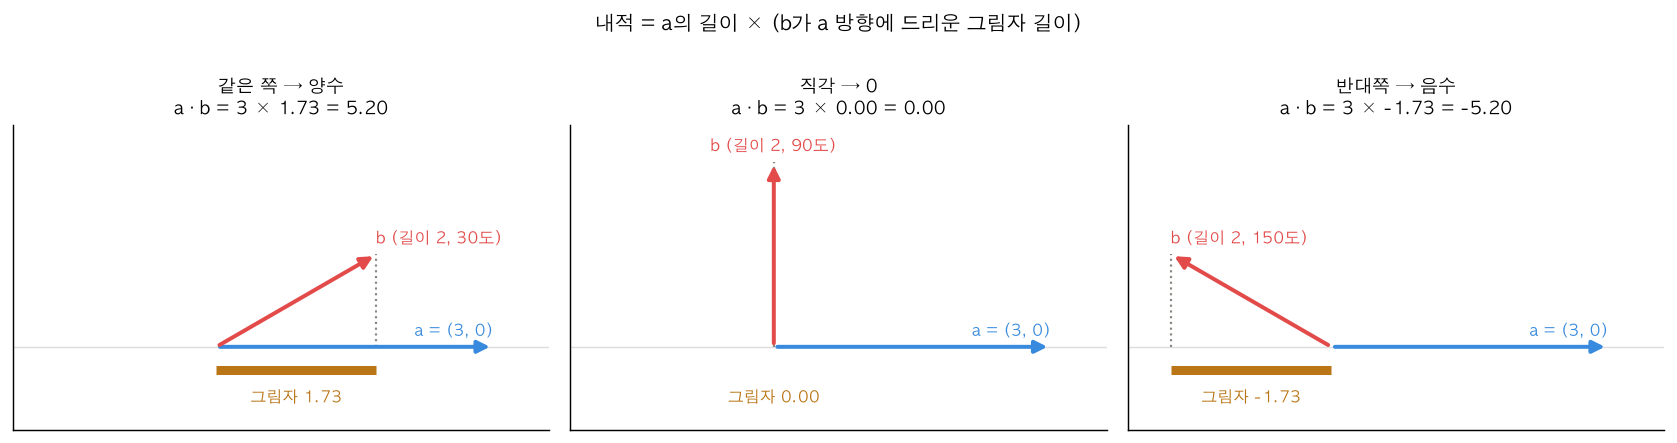 내적 = a의 길이 × (b가 a 방향에 드리운 그림자 길이)
같은 쪽 → 양수
a · b = 3 × 1.73 = 5.20
b (길이 2, 30도)
a = (3, 0)
그림자 1.73
직각 → 0
a · b = 3 × 0.00 = 0.00
b (길이 2, 90도)
a = (3, 0)
그림자 0.00
반대쪽 → 음수
a · b = 3 × -1.73 = -5.20
b (길이 2, 150도)
a = (3, 0)
그림자 -1.73